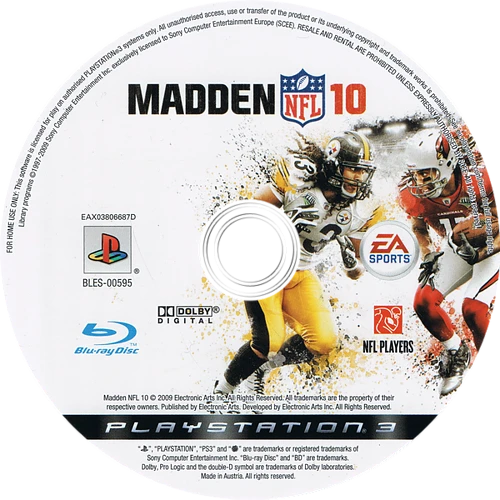 FOR HOME USE ONLY: This software is licensed for play on authorised PLAYSTATION®3 systems only. All unauthorised access, use or transfer of the product or its underlying copyright and trademark works is prohibited.
Library programs ©1997-2009 Sony Computer Entertainment Inc. exclusively licensed to Sony Computer Entertainment Europe (SCEE). RESALE AND RENTAL ARE PROHIBITED UNLESS EXPRESSLY
MADDEN NFL 10
EAX03806687D
BLES-00595
33
EA
SPORTS
DOLBY
DIGITAL
Blu-ray Disc
NFL PLAYERS
Madden NFL 10 © 2009 Electronic Arts Inc. All Rights Reserved. All trademarks are the property of their
respective owners. Published by Electronic Arts. Developed by Electronic Arts Inc. All Rights Reserved.
PLAYSTATION 3
" ", "PLAYSTATION", "PS3" and " " are trademarks or registered trademarks of
Sony Computer Entertainment Inc. "Blu-ray Disc" and "BD" are trademarks.
Dolby, Pro Logic and the double-D symbol are trademarks of Dolby laboratories.
Made in Austria. All rights reserved.